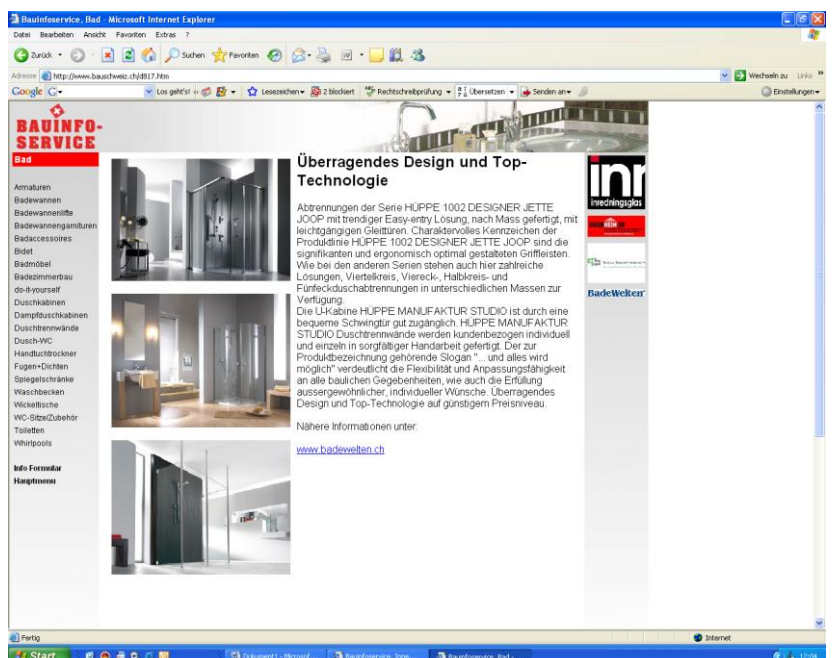 Bauinfoservice, Bad - Microsoft Internet Explorer
Datei Bearbeiten Ansicht Favoriten Extras ?
Zurück Suchen Favoriten
Adresse http://www.bauschweiz.ch/d817.htm Wechseln zu Links
Google Los geht's! Lesezeichen 2 blockiert Rechtschreibprüfung Übersetzen Senden an Einstellungen
BAUINFO-
SERVICE
Bad
Armaturen
Badewannen
Badewannenlifte
Badewannengarnituren
Badaccessoires
Bidet
Badmöbel
Badezimmerbau
do-it-yourself
Duschkabinen
Dampfduschkabinen
Duschtrennwände
Dusch-WC
Handtuchtrockner
Fugen+Dichten
Spiegelschränke
Waschbecken
Wickeltische
WC-Sitze/Zubehör
Toiletten
Whirlpools
Info Formular
Hauptmenu
Überragendes Design und Top-
Technologie
Abtrennungen der Serie HÜPPE 1002 DESIGNER JETTE
JOOP mit trendiger Easy-entry Lösung, nach Mass gefertigt, mit
leichtgängigen Gleittüren. Charaktervolles Kennzeichen der
Produktlinie HÜPPE 1002 DESIGNER JETTE JOOP sind die
signifikanten und ergonomisch optimal gestalteten Griffleisten.
Wie bei den anderen Serien stehen auch hier zahlreiche
Lösungen, Viertelkreis, Viereck-, Halbkreis- und
Fünfeckduschabtrennungen in unterschiedlichen Massen zur
Verfügung.
Die U-Kabine HÜPPE MANUFAKTUR STUDIO ist durch eine
bequeme Schwingtür gut zugänglich. HÜPPE MANUFAKTUR
STUDIO Duschtrennwände werden kundenbezogen individuell
und einzeln in sorgfältiger Handarbeit gefertigt. Der zur
Produktbezeichnung gehörende Slogan "... und alles wird
möglich" verdeutlicht die Flexibilität und Anpassungsfähigkeit
an alle baulichen Gegebenheiten, wie auch die Erfüllung
aussergewöhnlicher, individueller Wünsche. Überragendes
Design und Top-Technologie auf günstigem Preisniveau.
Nähere Informationen unter:
www.badewelten.ch
inr
inredningsglas
BadeWelten
Fertig Internet
Start Dokument1 - Microsof... Bauinfoservice, Bad - 12:04